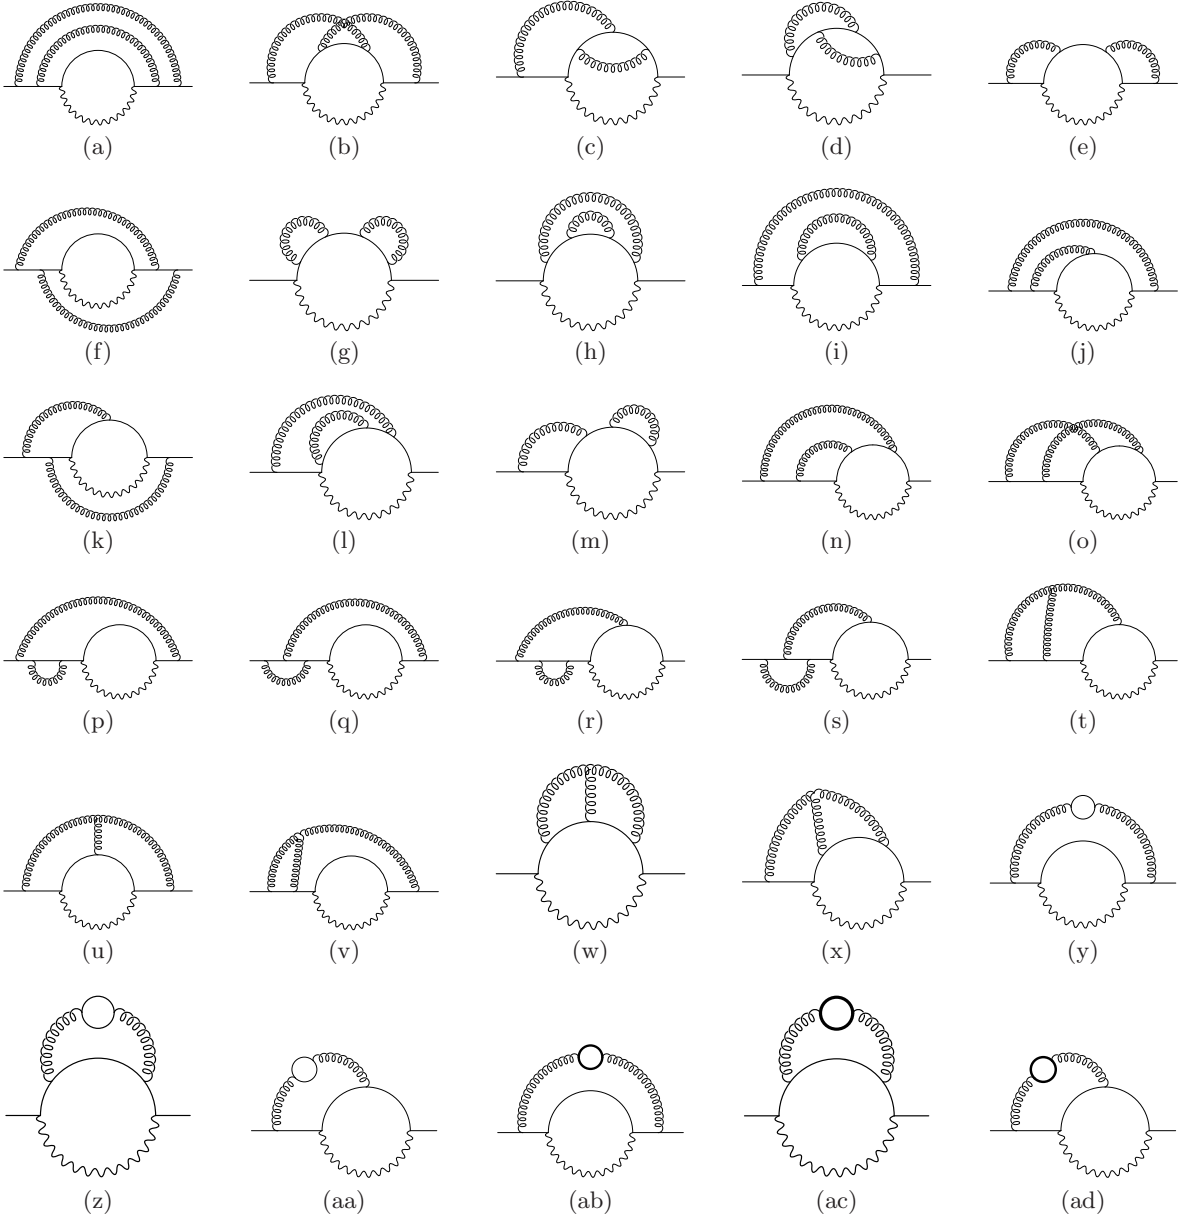 (a) (b) (c) (d) (e)
(f) (g) (h) (i) (j)
(k) (l) (m) (n) (o)
(p) (q) (r) (s) (t)
(u) (v) (w) (x) (y)
(z) (aa) (ab) (ac) (ad)